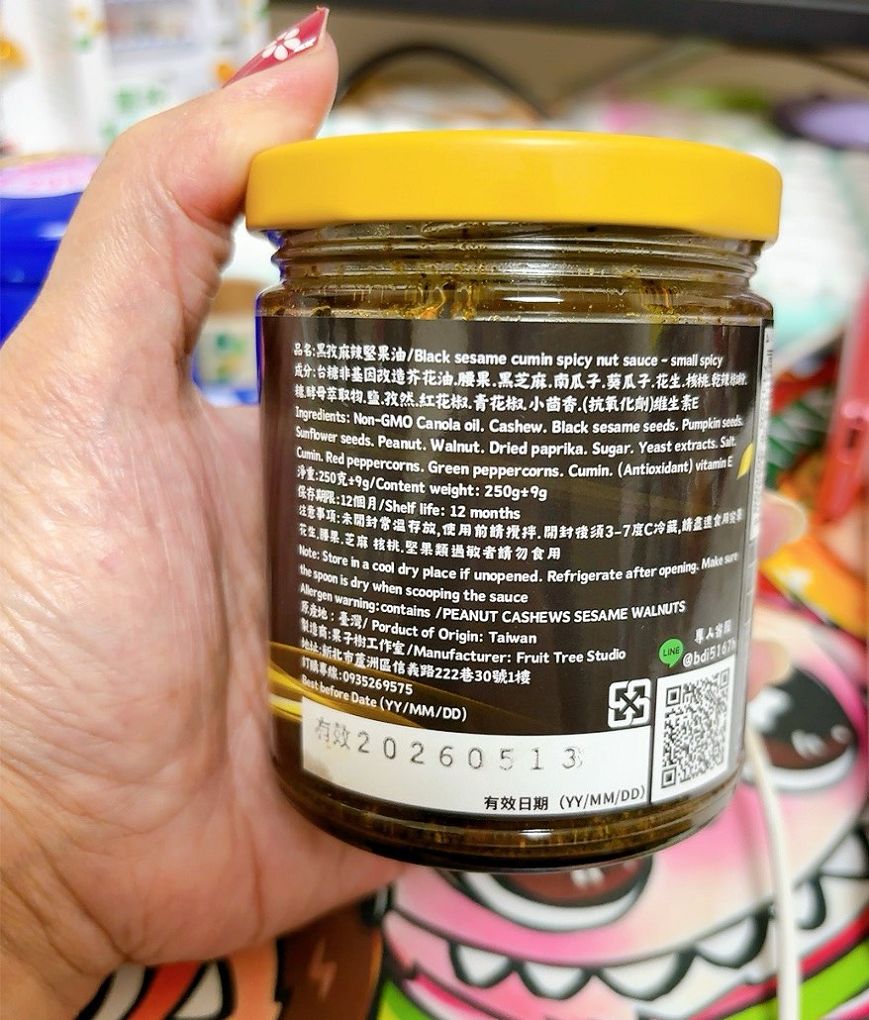 品名:黑孜麻辣堅果油/Black sesame cumin spicy nut sauce - small spicy
成分:台糖非基因改造芥花油.腰果.黑芝麻.南瓜子.葵瓜子.花生.核桃.乾辣椒粉.
糖.酵母萃取物.鹽.孜然.紅花椒.青花椒.小茴香.(抗氧化劑)維生素E
Ingredients: Non-GMO Canola oil. Cashew. Black sesame seeds. Pumpkin seeds.
Sunflower seeds. Peanut. Walnut. Dried paprika. Sugar. Yeast extracts. Salt.
Cumin. Red peppercorns. Green peppercorns. Cumin. (Antioxidant) vitamin E
淨重:250克±9g/Content weight: 250g±9g
保存期限:12個月/Shelf life: 12 months
注意事項:未開封常溫存放,使用前請攪拌.開封後須3-7度C冷藏,請盡速食用完畢
花生.腰果.芝麻 核桃.堅果類過敏者請勿食用
Note: Store in a cool dry place if unopened. Refrigerate after opening. Make sure
the spoon is dry when scooping the sauce
Allergen warning:contains /PEANUT CASHEWS SESAME WALNUTS
原產地: 臺灣/ Porduct of Origin: Taiwan
製造商:果子樹工作室/Manufacturer: Fruit Tree Studio
地址:新北市蘆洲區信義路222巷30號1樓
訂購專線:0935269575
Best before Date (YY/MM/DD)
LINE
專人客服
@bdi5167h
有效20260513
有效日期 (YY/MM/DD)